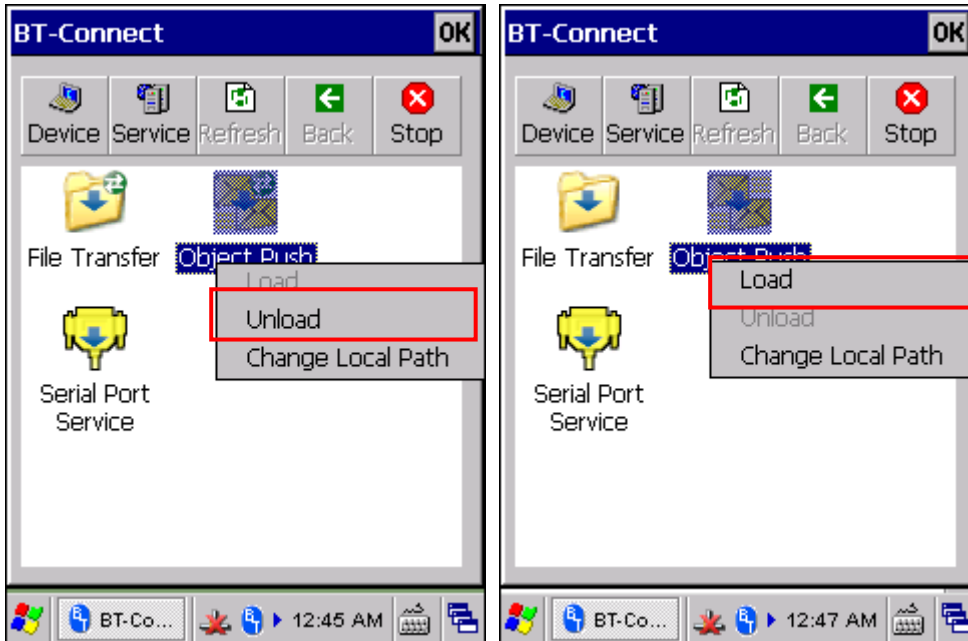 BT-Connect OK
Device Service Refresh Back Stop
File Transfer Object Push
Load
Unload
Change Local Path
Serial Port
Service
BT-Co... 12:45 AM
BT-Connect OK
Device Service Refresh Back Stop
File Transfer Object Push
Load
Unload
Change Local Path
Serial Port
Service
BT-Co... 12:47 AM